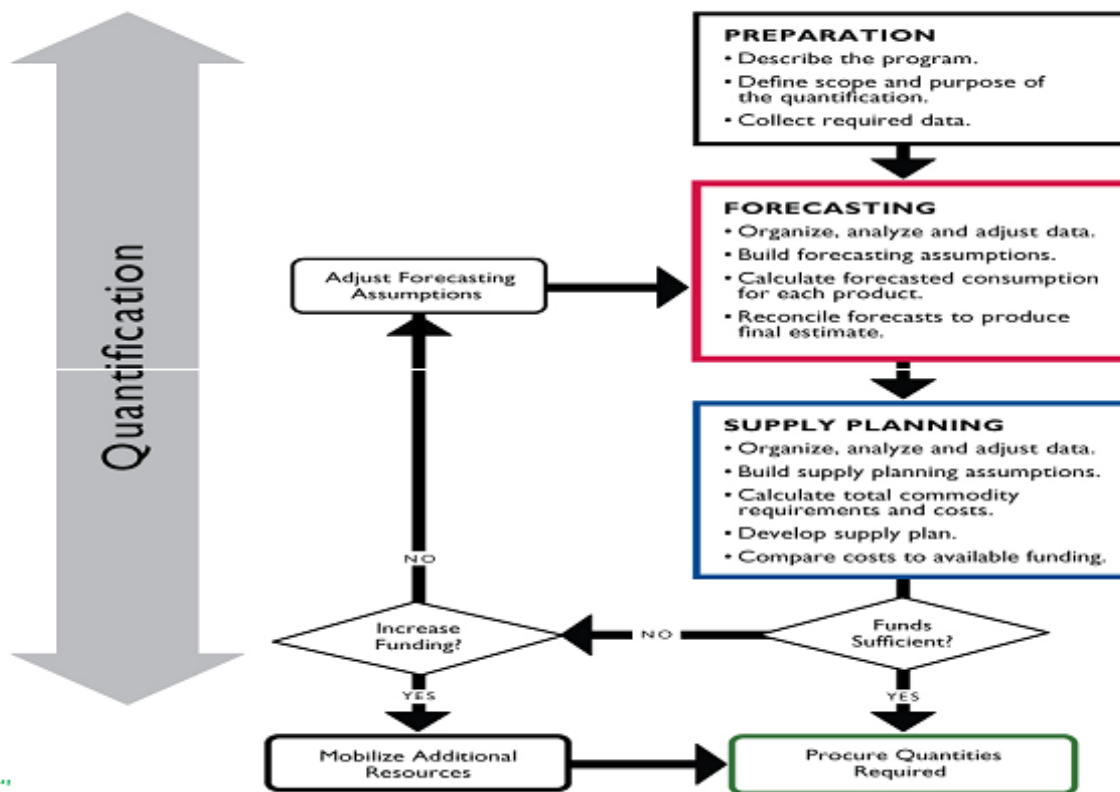 Quantification
PREPARATION
• Describe the program.
• Define scope and purpose of
the quantification.
• Collect required data.
FORECASTING
• Organize, analyze and adjust data.
• Build forecasting assumptions.
• Calculate forecasted consumption
for each product.
• Reconcile forecasts to produce
final estimate.
Adjust Forecasting
Assumptions
SUPPLY PLANNING
• Organize, analyze and adjust data.
• Build supply planning assumptions.
• Calculate total commodity
requirements and costs.
• Develop supply plan.
• Compare costs to available funding.
NO
Increase
Funding?
NO
Funds
Sufficient?
YES
YES
Mobilize Additional
Resources
Procure Quantities
Required